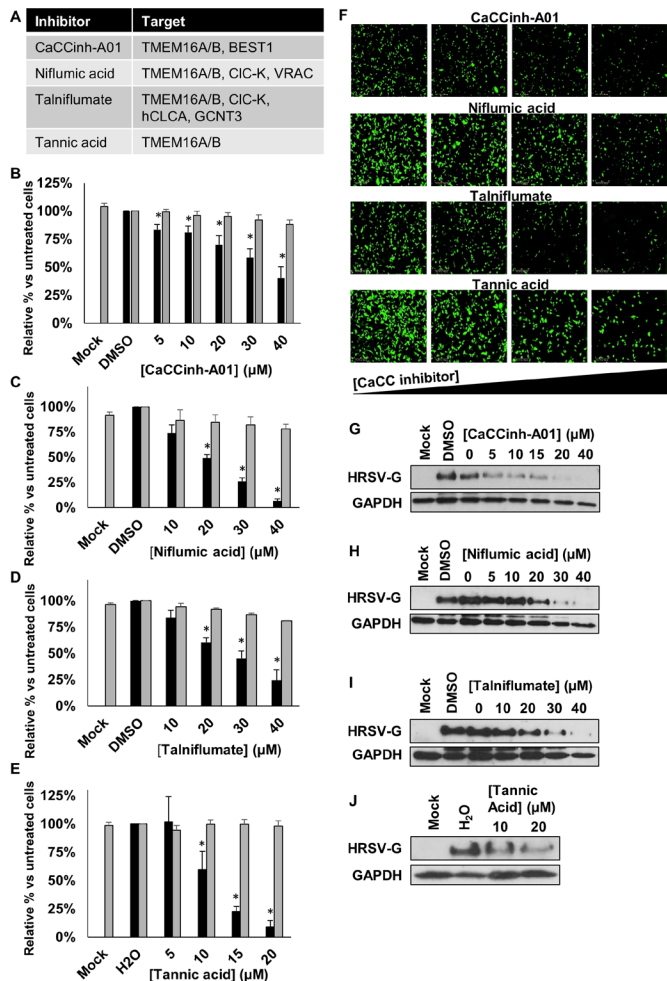 A
Inhibitor Target
CaCCinh-A01 TMEM16A/B, BEST1
Niflumic acid TMEM16A/B, ClC-K, VRAC
Talniflumate TMEM16A/B, ClC-K,
hCLCA, GCNT3
Tannic acid TMEM16A/B
B
Relative % vs untreated cells
125%
100%
75%
50%
25%
0%
* * * * *
Mock DMSO 5 10 20 30 40
[CaCCinh-A01] (µM)
C
Relative % vs untreated cells
100%
75%
50%
25%
0%
* * *
Mock DMSO 10 20 30 40
[Niflumic acid] (µM)
D
Relative % vs untreated cells
100%
75%
50%
25%
0%
* * *
Mock DMSO 10 20 30 40
[Talniflumate] (µM)
E
Relative % vs untreated cells
125%
100%
75%
50%
25%
0%
* * *
Mock H2O 5 10 15 20
[Tannic acid] (µM)
F
CaCCinh-A01
Niflumic acid
Talniflumate
Tannic acid
[CaCC inhibitor]
G
Mock DMSO [CaCCinh-A01] (µM)
0 5 10 15 20 40
HRSV-G
GAPDH
H
Mock DMSO [Niflumic acid] (µM)
0 5 10 20 30 40
HRSV-G
GAPDH
I
Mock DMSO [Talniflumate] (µM)
0 5 10 20 30 40
HRSV-G
GAPDH
J
Mock H₂O [Tannic
Acid] (µM)
10 20
HRSV-G
GAPDH